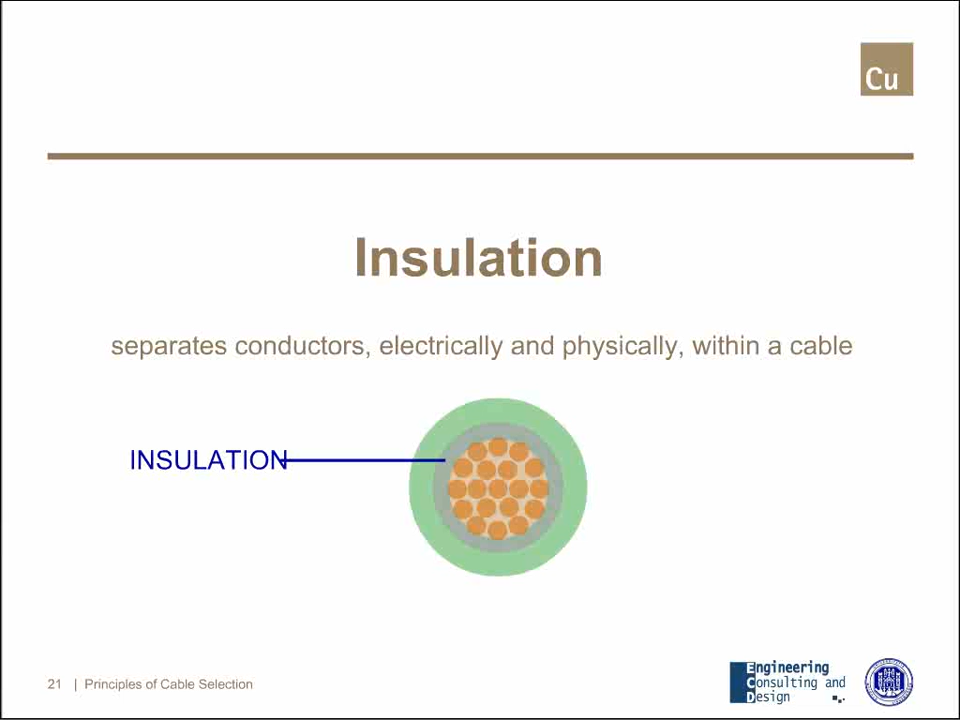 Cu
Insulation
separates conductors, electrically and physically, within a cable
INSULATION
21 | Principles of Cable Selection
Engineering
Consulting and
Design